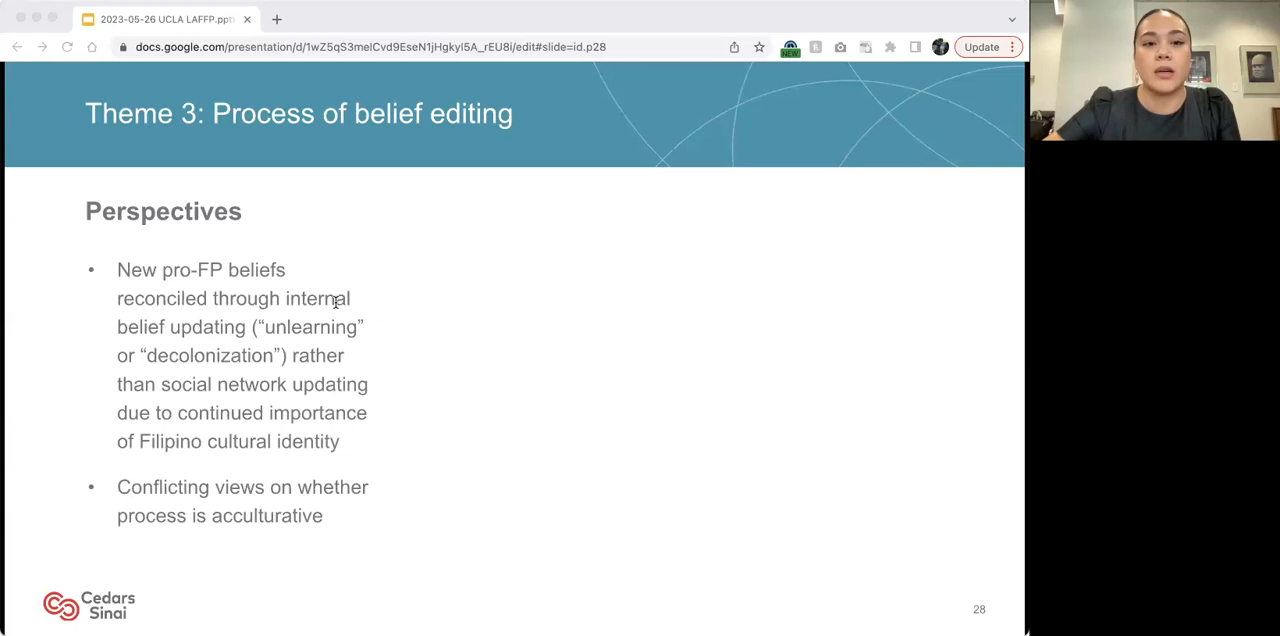 2023-05-26 UCLA LAFFP.ppt
docs.google.com/presentation/d/1wZ5qS3melCvd9EseN1jHgkyI5A_rEU8i/edit#slide=id.p28
NEW
Update
Theme 3: Process of belief editing
Perspectives
• New pro-FP beliefs
reconciled through internal
belief updating (“unlearning”
or “decolonization”) rather
than social network updating
due to continued importance
of Filipino cultural identity
• Conflicting views on whether
process is acculturative
Cedars
Sinai
28